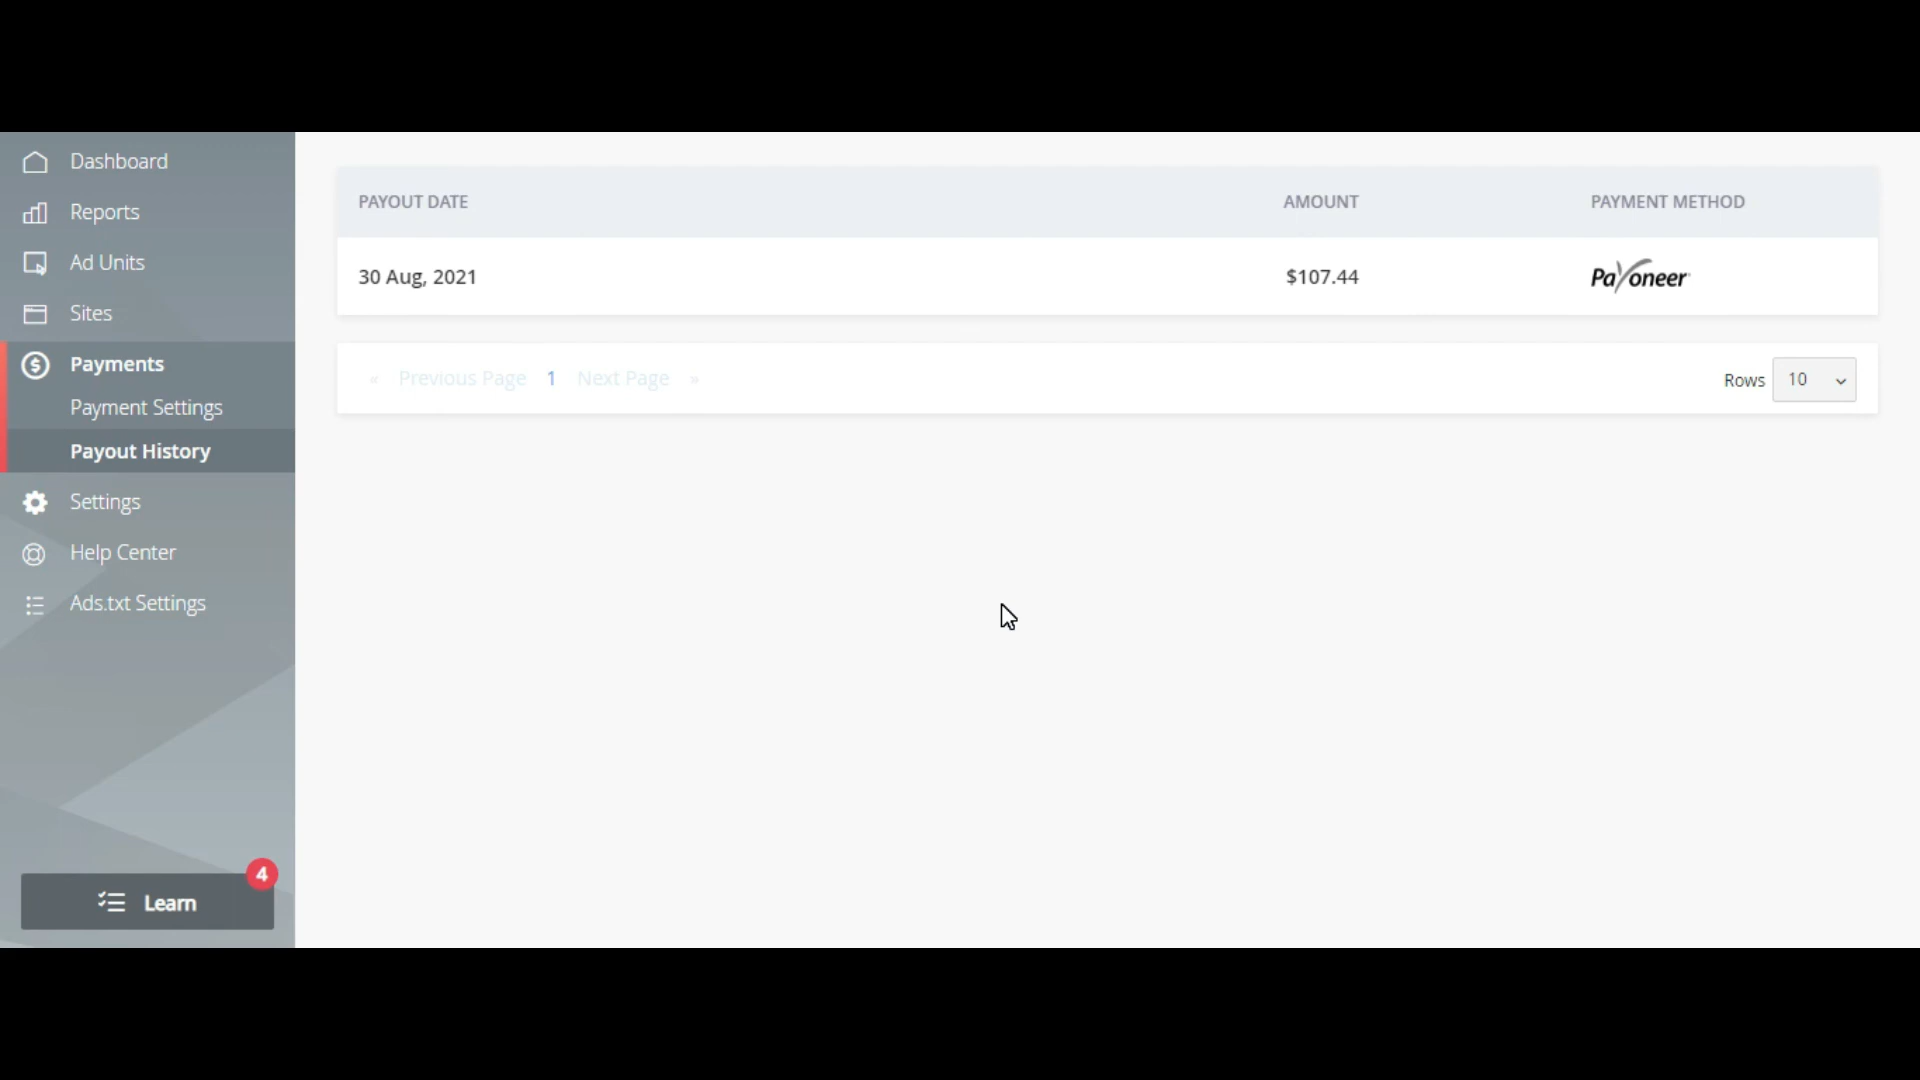 Dashboard
Reports
Ad Units
Sites
Payments
Payment Settings
Payout History
Settings
Help Center
Ads.txt Settings
4
Learn
PAYOUT DATE AMOUNT PAYMENT METHOD
30 Aug, 2021 $107.44 Payoneer
« Previous Page 1 Next Page » Rows 10